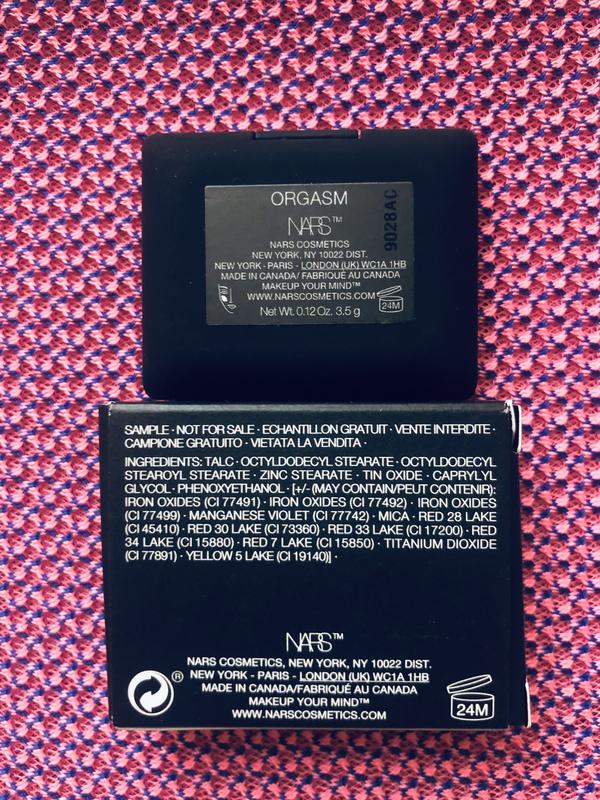 ORGASM
NARS™
9028AC
NARS COSMETICS
NEW YORK, NY 10022 DIST.
NEW YORK - PARIS - LONDON (UK) WC1A 1HB
MADE IN CANADA/ FABRIQUÉ AU CANADA
MAKEUP YOUR MIND™
WWW.NARSCOSMETICS.COM
24M
Net Wt. 0.12 Oz. 3.5 g
SAMPLE · NOT FOR SALE · ECHANTILLON GRATUIT · VENTE INTERDITE ·
CAMPIONE GRATUITO · VIETATA LA VENDITA ·
INGREDIENTS: TALC · OCTYLDODECYL STEARATE · OCTYLDODECYL
STEAROYL STEARATE · ZINC STEARATE · TIN OXIDE · CAPRYLYL
GLYCOL · PHENOXYETHANOL · [+/- (MAY CONTAIN/PEUT CONTENIR):
IRON OXIDES (CI 77491) · IRON OXIDES (CI 77492) · IRON OXIDES
(CI 77499) · MANGANESE VIOLET (CI 77742) · MICA · RED 28 LAKE
(CI 45410) · RED 30 LAKE (CI 73360) · RED 33 LAKE (CI 17200) · RED
34 LAKE (CI 15880) · RED 7 LAKE (CI 15850) · TITANIUM DIOXIDE
(CI 77891) · YELLOW 5 LAKE (CI 19140)] ·
NARS™
NARS COSMETICS, NEW YORK, NY 10022 DIST.
® NEW YORK - PARIS - LONDON (UK) WC1A 1HB
MADE IN CANADA/FABRIQUÉ AU CANADA
MAKEUP YOUR MIND™
WWW.NARSCOSMETICS.COM
24M